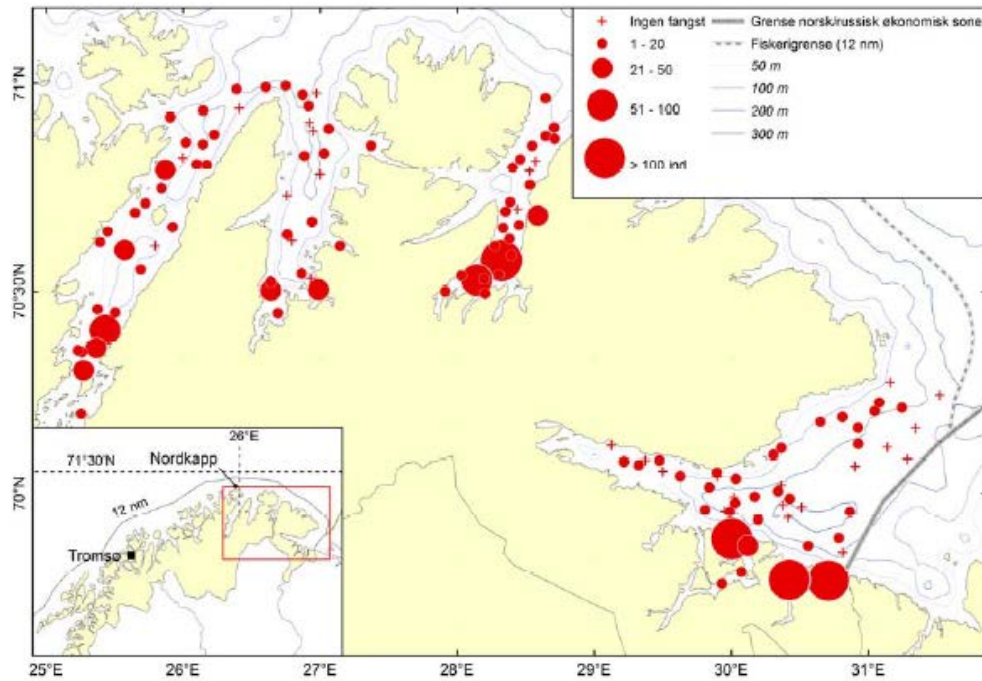 Ingen fangst
1 - 20
21 - 50
51 - 100
> 100 ind
Grense norsk/russisk økonomisk sone
Fiskerigrense (12 nm)
50 m
100 m
200 m
300 m
71°N
70°30'N
70°N
26°E
71°30'N
Nordkapp
12 nm
Tromsø
25°E
26°E
27°E
28°E
29°E
30°E
31°E